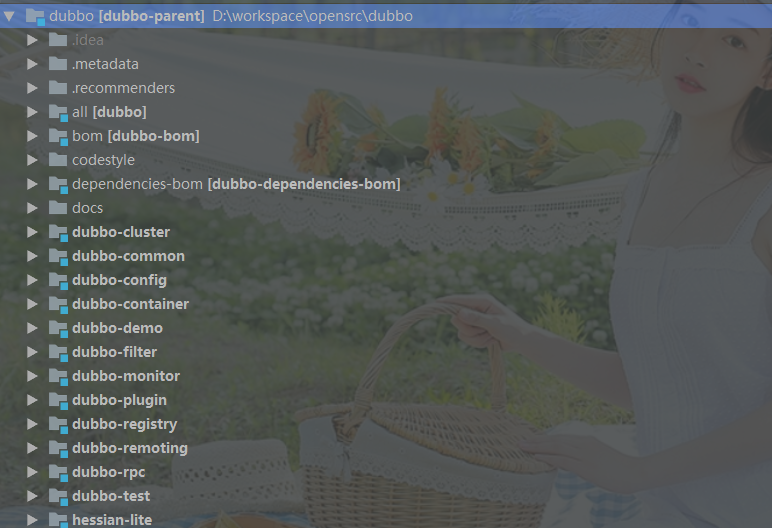 dubbo [dubbo-parent] D:\workspace\opensrc\dubbo
.idea
.metadata
.recommenders
all [dubbo]
bom [dubbo-bom]
codestyle
dependencies-bom [dubbo-dependencies-bom]
docs
dubbo-cluster
dubbo-common
dubbo-config
dubbo-container
dubbo-demo
dubbo-filter
dubbo-monitor
dubbo-plugin
dubbo-registry
dubbo-remoting
dubbo-rpc
dubbo-test
hessian-lite